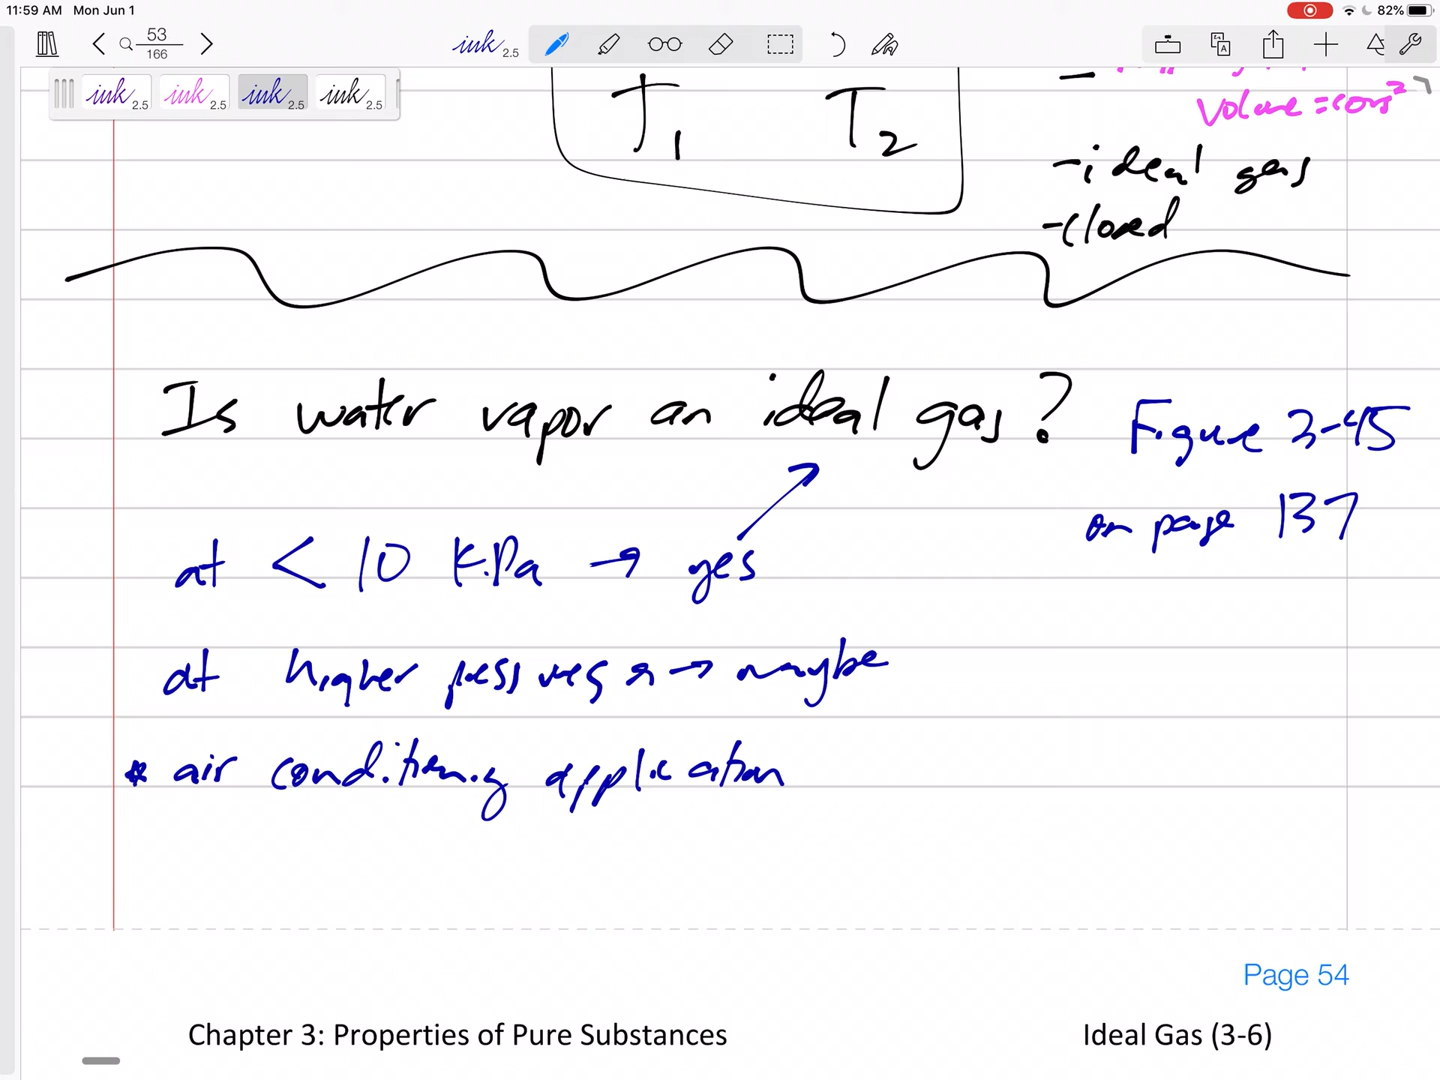 11:59 AM Mon Jun 1
82%
53
166
ink 2.5
ink 2.5 ink 2.5 ink 2.5 ink 2.5
Volume = cons²
T1 T2
-ideal gas
-closed
Is water vapor an ideal gas?
Figure 3-45
on page 137
at < 10 KPa → yes
at higher pressures → maybe
* air conditioning application
Page 54
Chapter 3: Properties of Pure Substances
Ideal Gas (3-6)